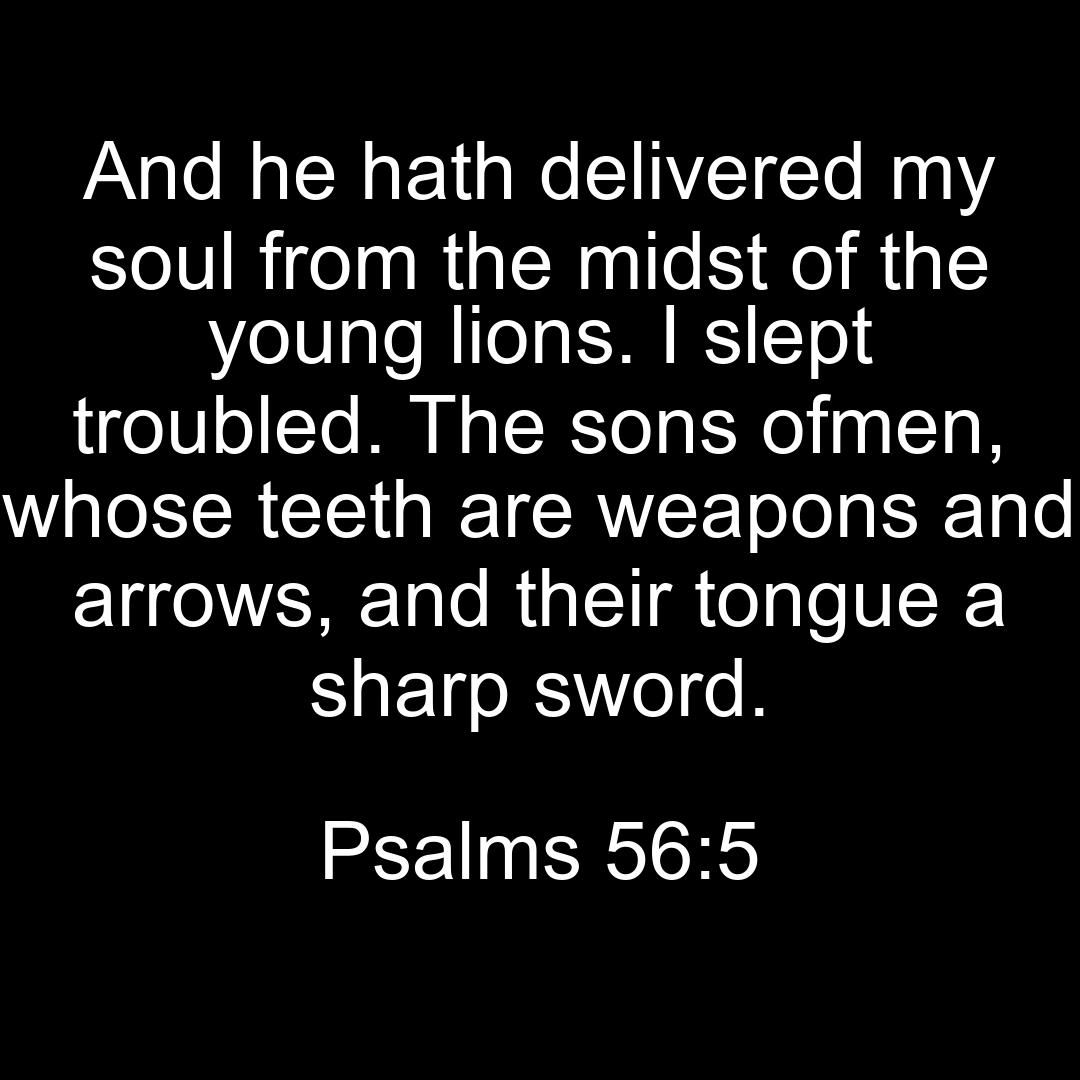 And he hath delivered my
soul from the midst of the
young lions. I slept
troubled. The sons ofmen,
whose teeth are weapons and
arrows, and their tongue a
sharp sword.
Psalms 56:5